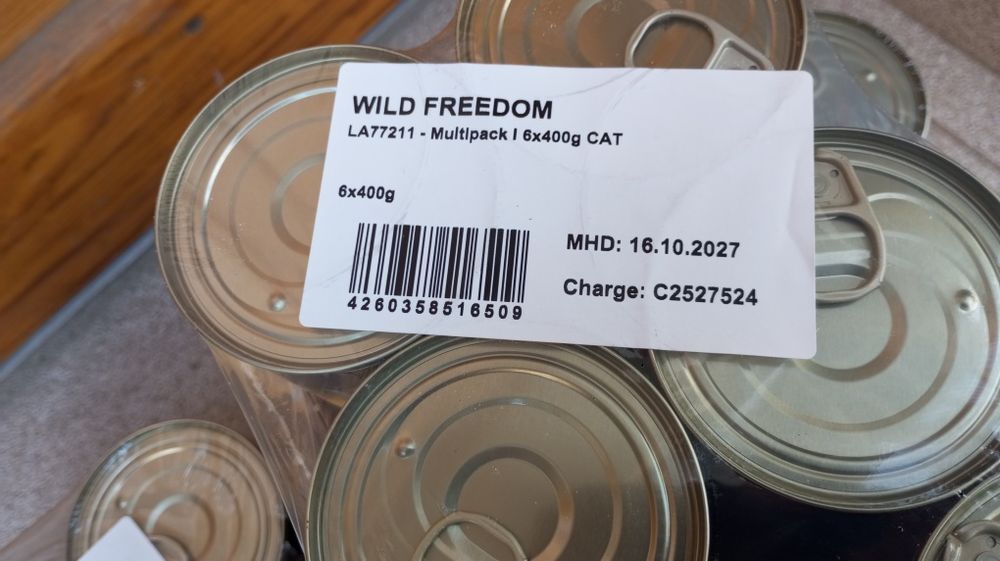 WILD FREEDOM
LA77211 - Multipack I 6x400g CAT
6x400g
MHD: 16.10.2027
Charge: C2527524
4260358516509